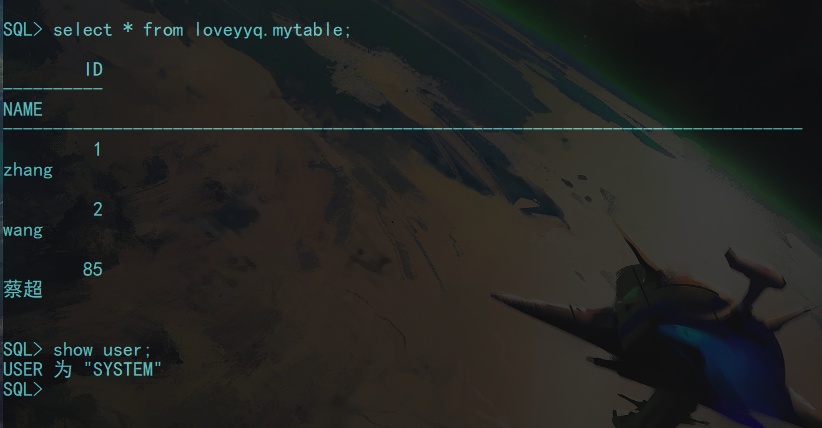 SQL> select * from loveyyq.mytable;
ID
----------
NAME
--------------------------------------------------------------------------------
1
zhang
2
wang
85
蔡超
SQL> show user;
USER 为 "SYSTEM"
SQL>